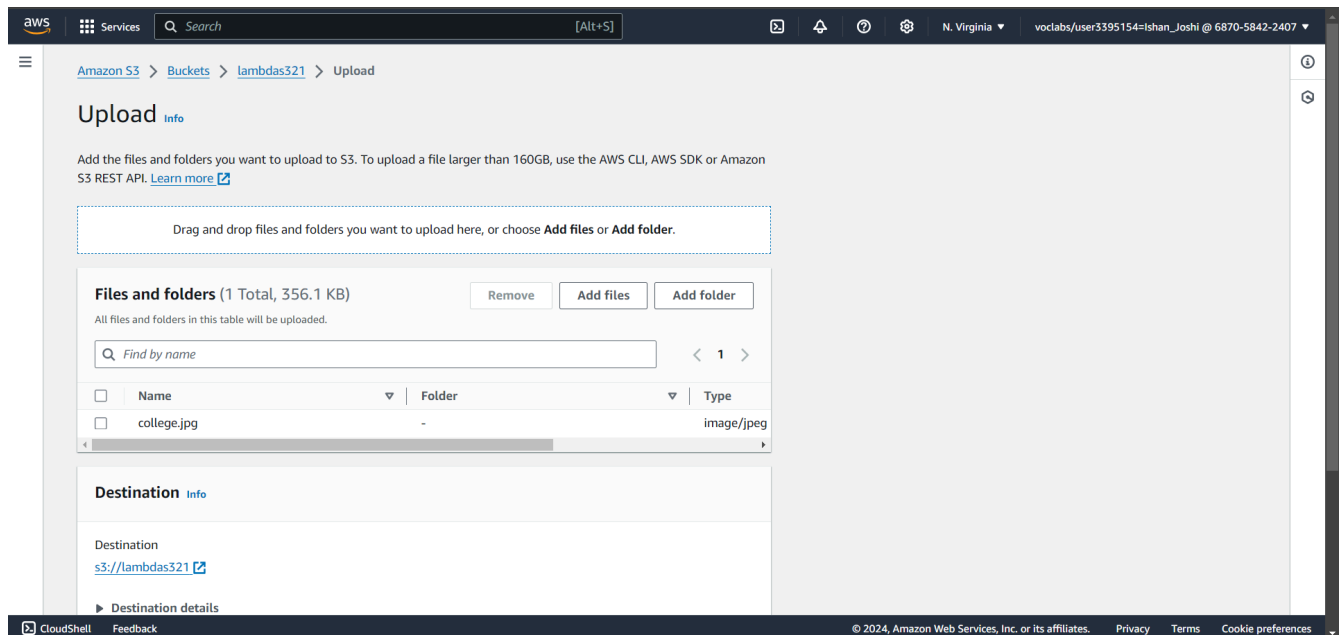 aws Services Search [Alt+S] N. Virginia voclabs/user3395154=Ishan_Joshi @ 6870-5842-2407
Amazon S3 > Buckets > lambdas321 > Upload
Upload Info
Add the files and folders you want to upload to S3. To upload a file larger than 160GB, use the AWS CLI, AWS SDK or Amazon
S3 REST API. Learn more
Drag and drop files and folders you want to upload here, or choose Add files or Add folder.
Files and folders (1 Total, 356.1 KB) Remove Add files Add folder
All files and folders in this table will be uploaded.
Find by name 1
Name Folder Type
college.jpg - image/jpeg
Destination Info
Destination
s3://lambdas321
Destination details
CloudShell Feedback © 2024, Amazon Web Services, Inc. or its affiliates. Privacy Terms Cookie preferences